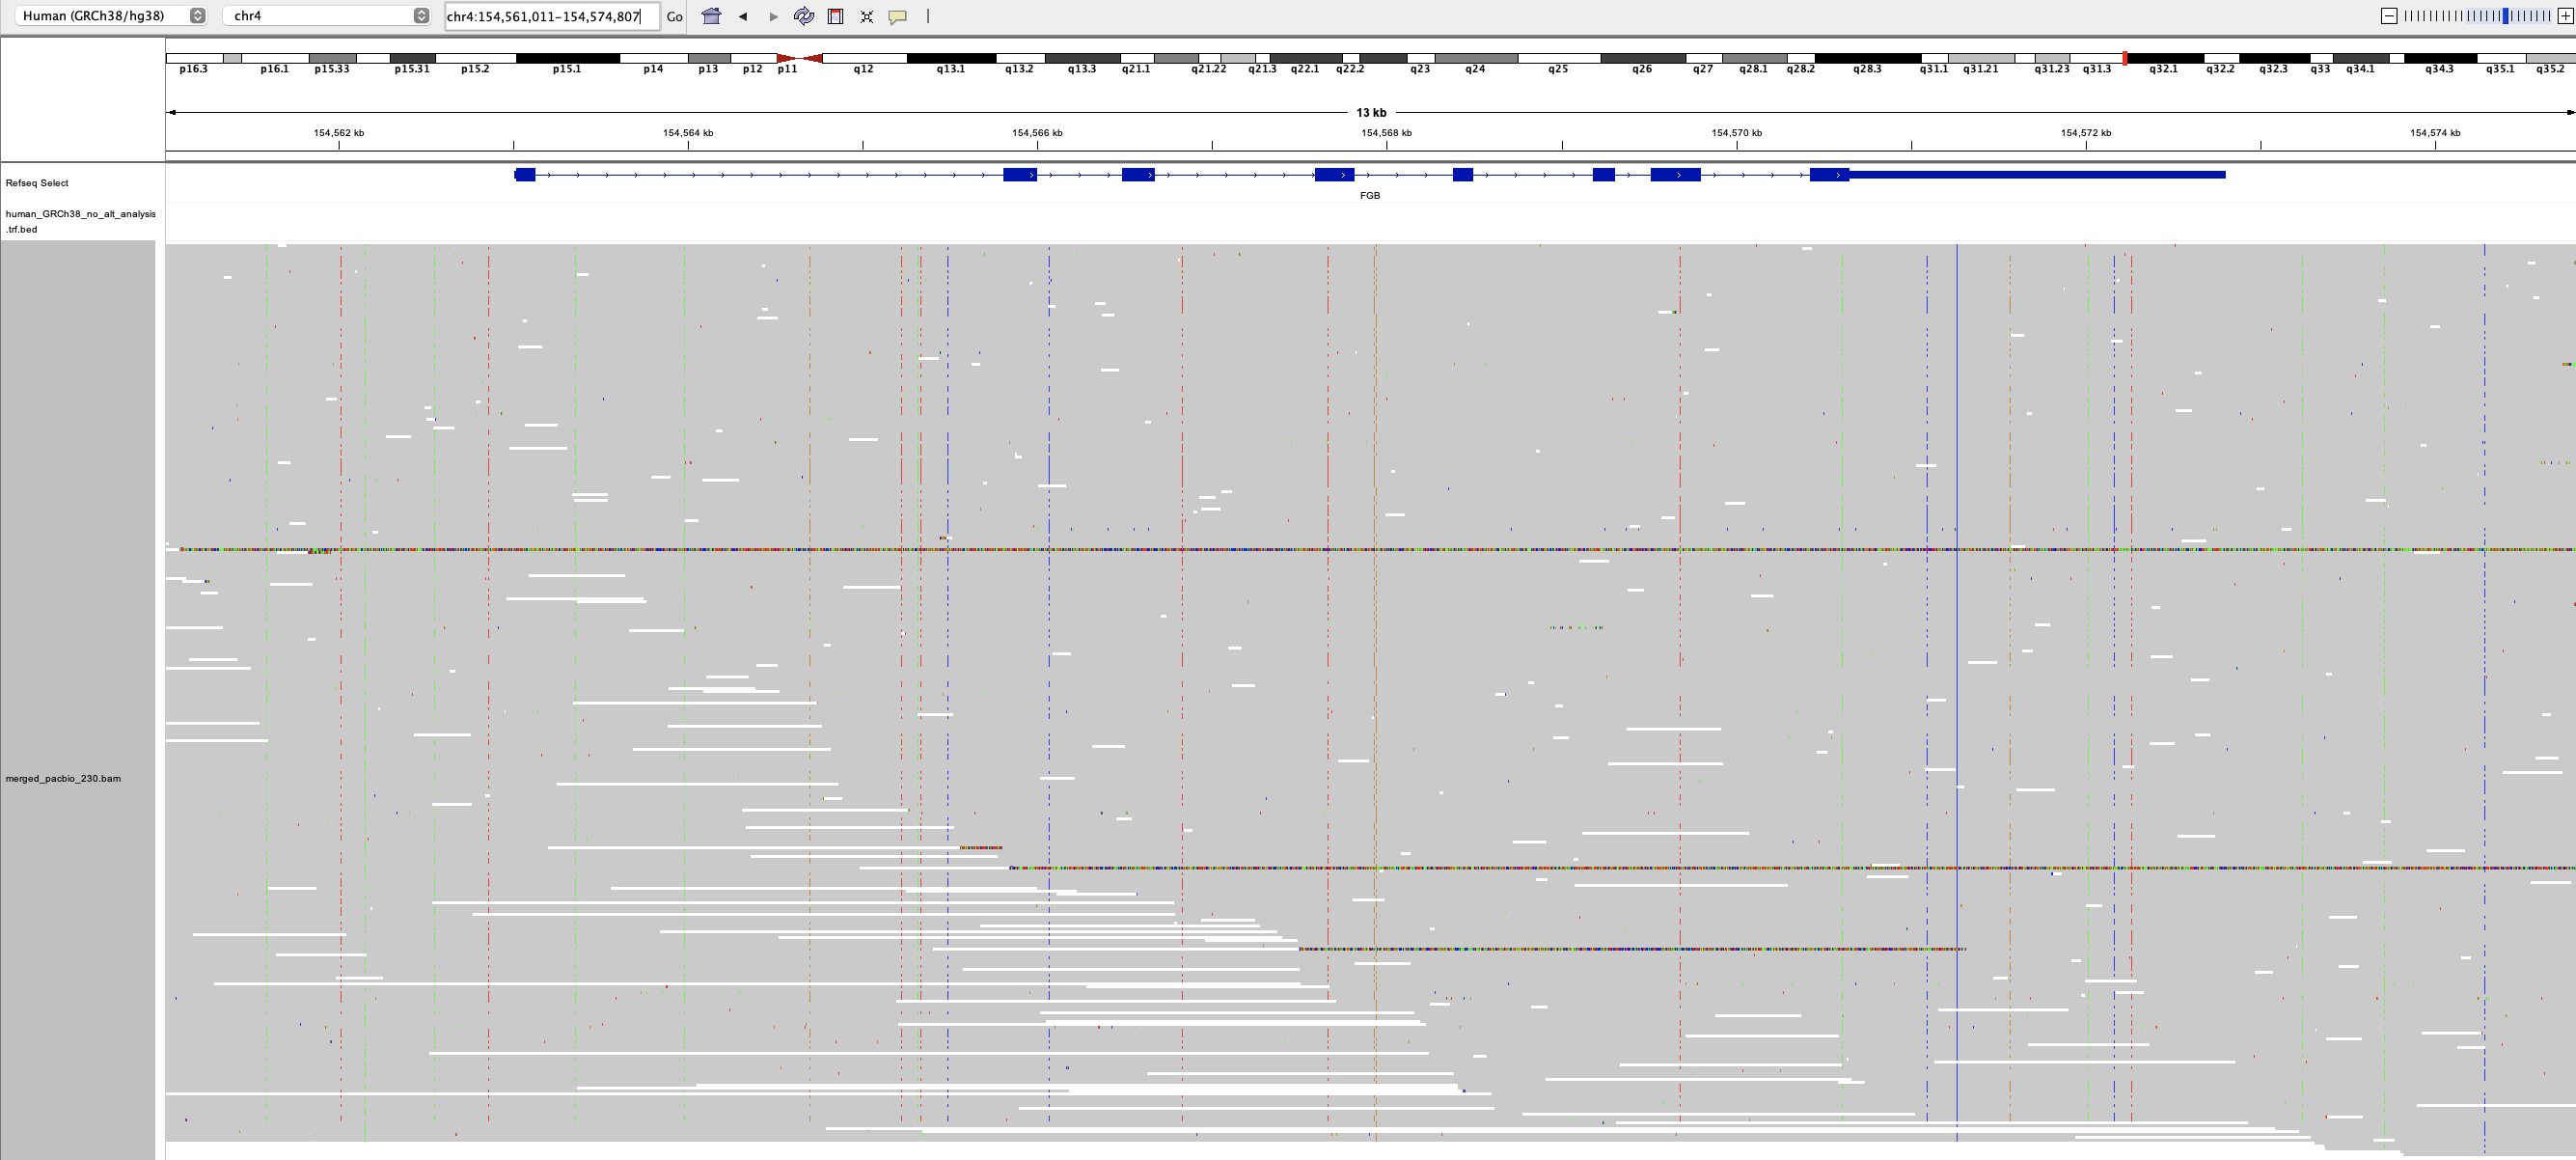 Human (GRCh38/hg38) chr4 chr4:154,561,011-154,574,807 Go
p16.3 p16.1 p15.33 p15.31 p15.2 p15.1 p14 p13 p12 p11 q12 q13.1 q13.2 q13.3 q21.1 q21.22 q21.3 q22.1 q22.2 q23 q24 q25 q26 q27 q28.1 q28.2 q28.3 q31.1 q31.21 q31.23 q31.3 q32.1 q32.2 q32.3 q33 q34.1 q34.3 q35.1 q35.2
13 kb
154,562 kb 154,564 kb 154,566 kb 154,568 kb 154,570 kb 154,572 kb 154,574 kb
Refseq Select
FGB
human_GRCh38_no_alt_analysis
.trf.bed
merged_pacbio_230.bam